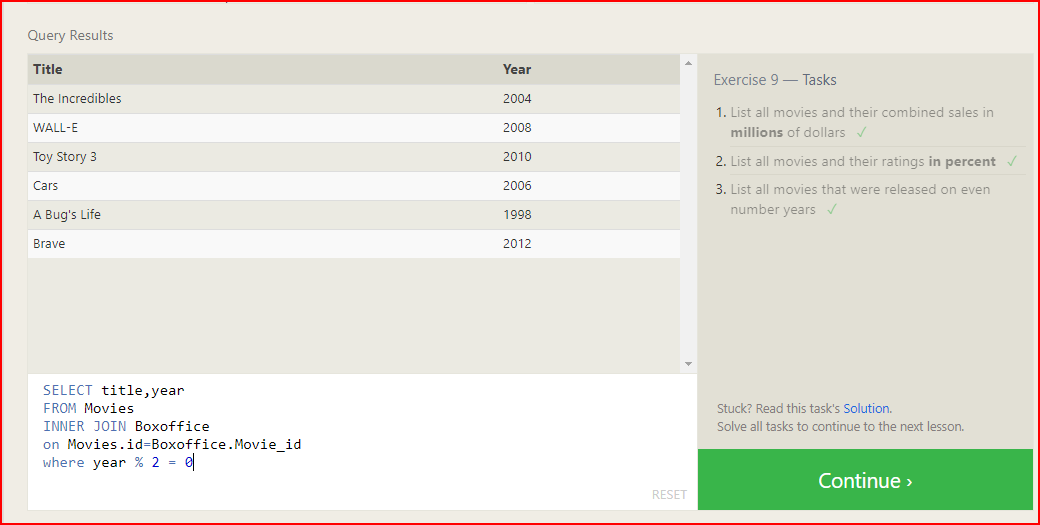 Query Results
Title Year
The Incredibles 2004
WALL-E 2008
Toy Story 3 2010
Cars 2006
A Bug's Life 1998
Brave 2012
SELECT title,year
FROM Movies
INNER JOIN Boxoffice
on Movies.id=Boxoffice.Movie_id
where year % 2 = 0
RESET
Exercise 9 — Tasks
1. List all movies and their combined sales in
millions of dollars ✓
2. List all movies and their ratings in percent ✓
3. List all movies that were released on even
number years ✓
Stuck? Read this task's Solution.
Solve all tasks to continue to the next lesson.
Continue ›